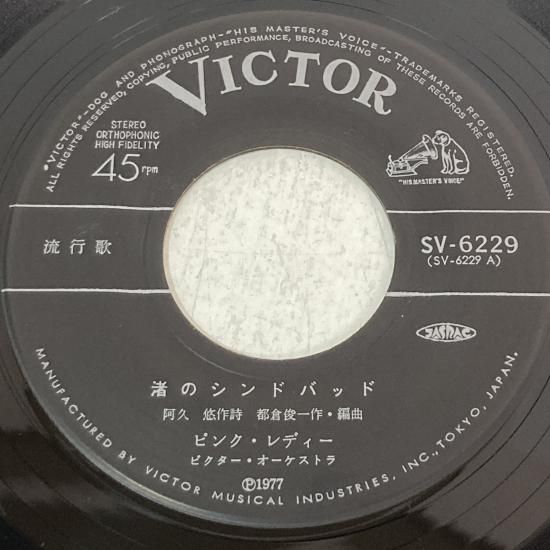 "VICTOR"–DOG AND PHONOGRAPH–"HIS MASTER'S VOICE"–TRADEMARKS REGISTERED.
ALL RIGHTS RESERVED, COPYING, PUBLIC PERFORMANCE, BROADCASTING OF THESE RECORDS ARE FORBIDDEN.
VICTOR
STEREO
ORTHOPHONIC
HIGH FIDELITY
45rpm
"HIS MASTER'S VOICE"
流行歌
SV-6229
(SV-6229 A)
JASRAC
渚のシンドバッド
阿久 悠作詩 都倉俊一作・編曲
ピンク・レディー
ビクター・オーケストラ
Ⓟ1977
MANUFACTURED BY VICTOR MUSICAL INDUSTRIES, INC., TOKYO, JAPAN.